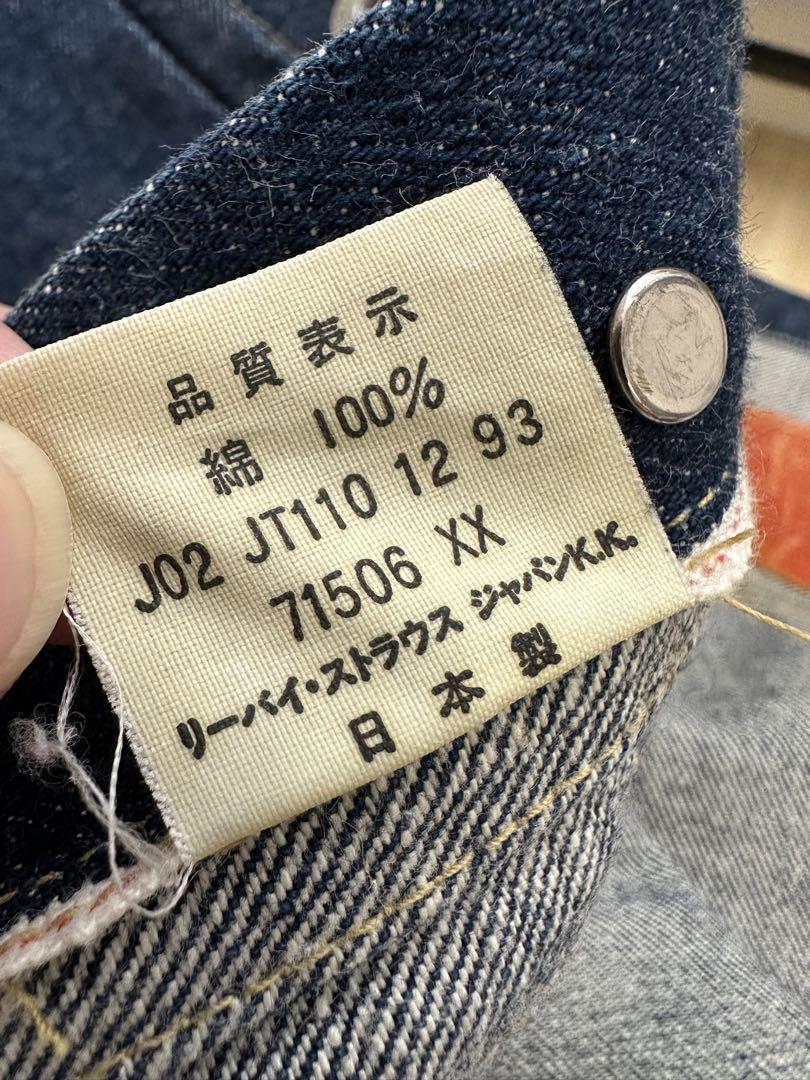 品質表示
綿 100%
J02 JT110 12 93
71506 XX
リーバイ・ストラウス ジャパンK.K.
日本製